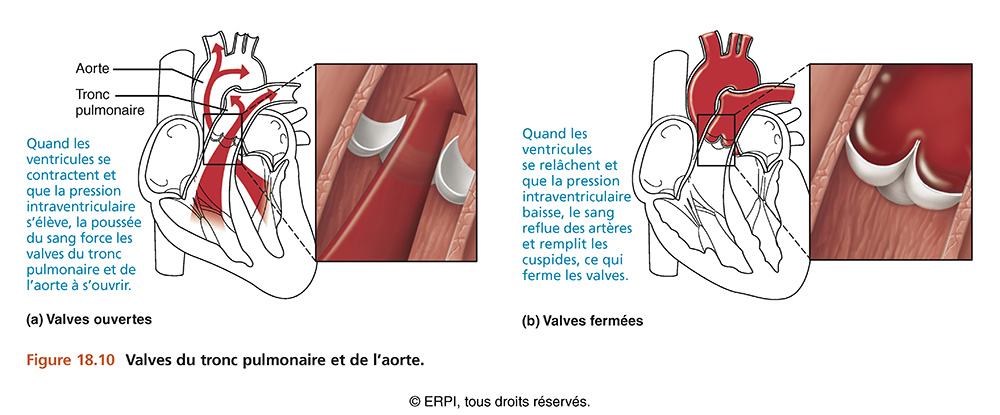 Aorte
Tronc
pulmonaire
Quand les
ventricules se
contractent et
que la pression
intraventriculaire
s'élève, la poussée
du sang force les
valves du tronc
pulmonaire et de
l'aorte à s'ouvrir.
(a) Valves ouvertes
Quand les
ventricules
se relâchent et
que la pression
intraventriculaire
baisse, le sang
reflue des artères
et remplit les
cuspides, ce qui
ferme les valves.
(b) Valves fermées
Figure 18.10 Valves du tronc pulmonaire et de l'aorte.
© ERPI, tous droits réservés.